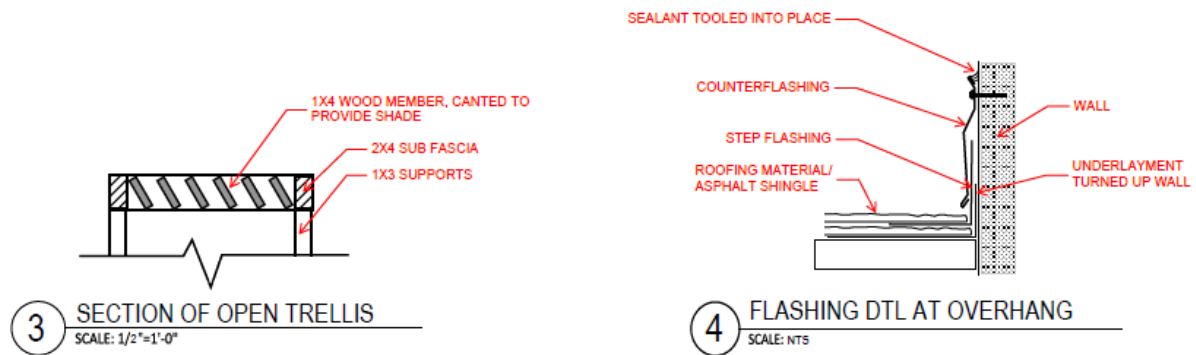 1X4 WOOD MEMBER, CANTED TO
PROVIDE SHADE
2X4 SUB FASCIA
1X3 SUPPORTS
3
SECTION OF OPEN TRELLIS
SCALE: 1/2"=1'-0"
SEALANT TOOLED INTO PLACE
COUNTERFLASHING
WALL
STEP FLASHING
ROOFING MATERIAL/
ASPHALT SHINGLE
UNDERLAYMENT
TURNED UP WALL
4
FLASHING DTL AT OVERHANG
SCALE: NTS